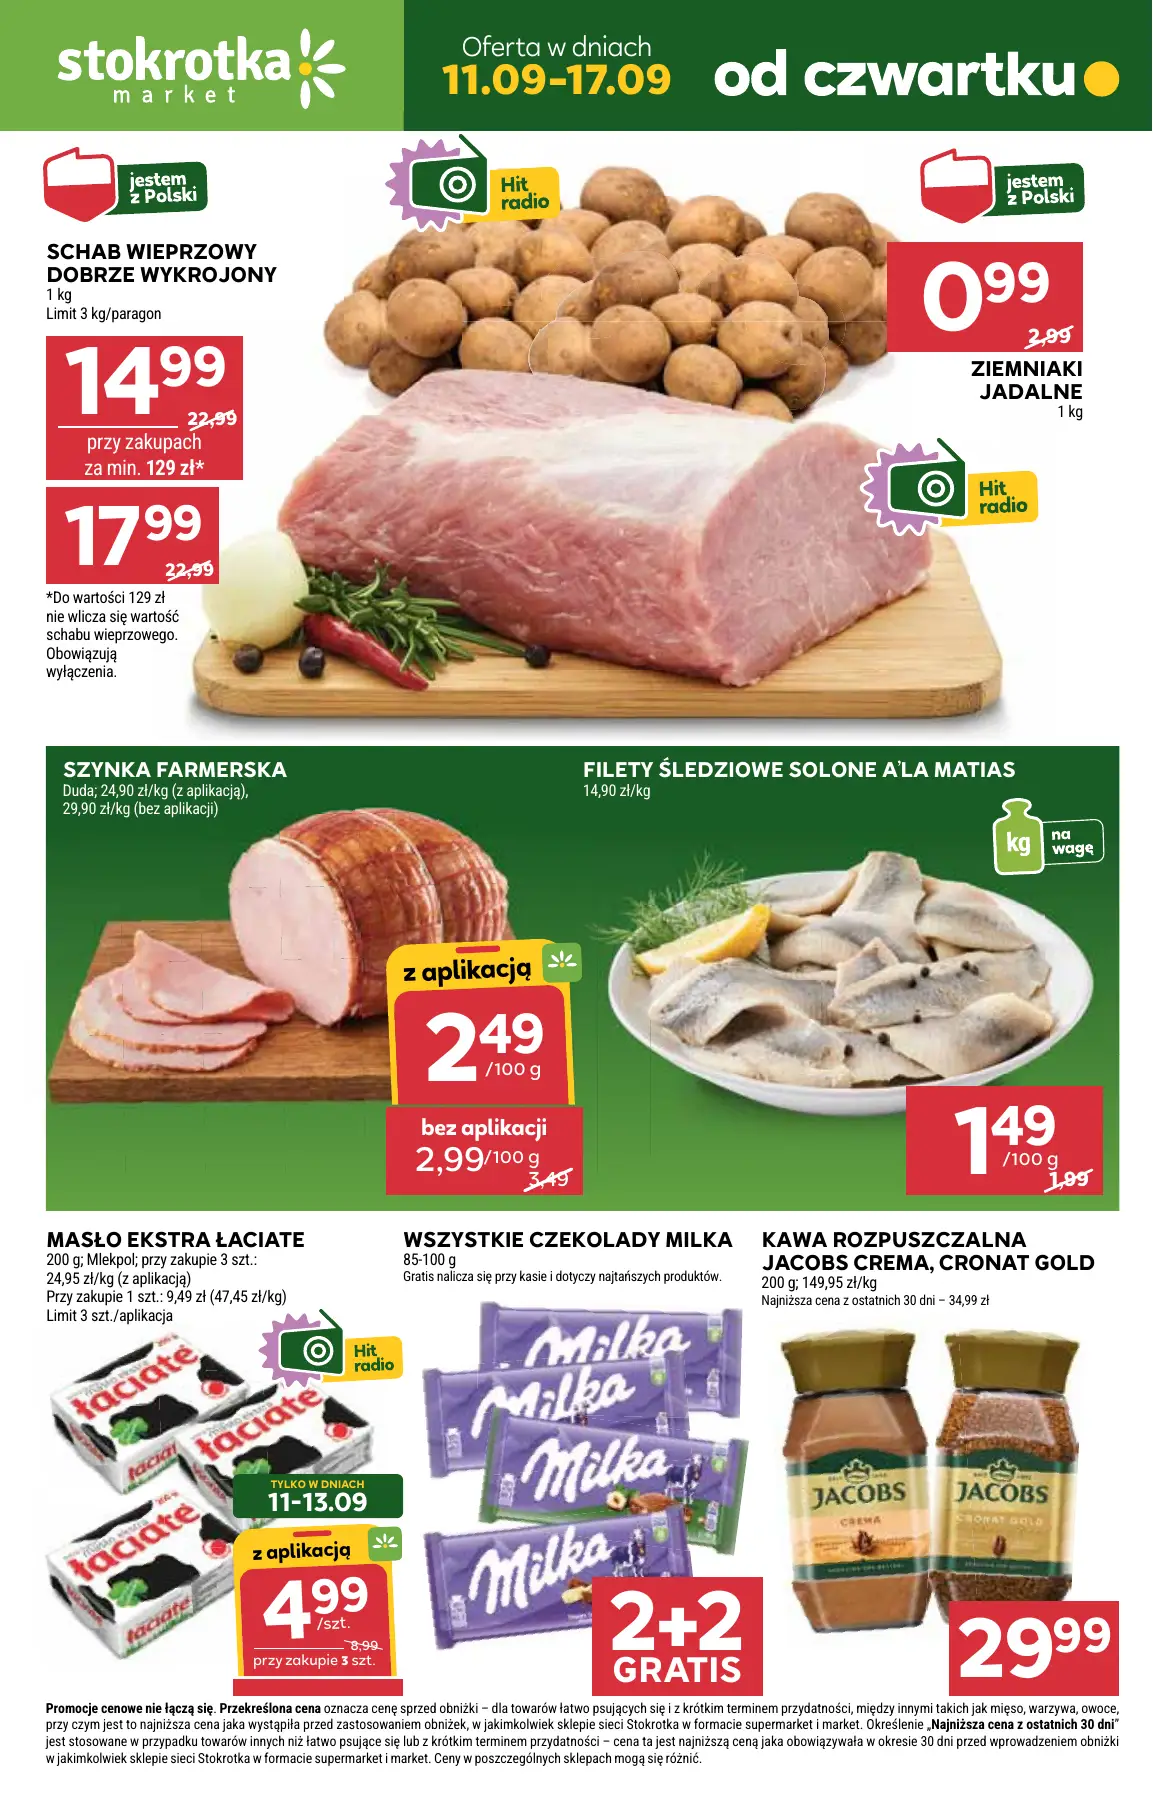 stokrotka
market
Oferta w dniach
11.09-17.09
od czwartku
jestem
z Polski
Hit
radio
jestem
z Polski
SCHAB WIEPRZOWY
DOBRZE WYKROJONY
1 kg
Limit 3 kg/paragon
14 99
22,99
przy zakupach
za min. 129 zł*
17 99
22,99
*Do wartości 129 zł
nie wlicza się wartość
schabu wieprzowego.
Obowiązują
wyłączenia.
0 99
2,99
ZIEMNIAKI
JADALNE
1 kg
Hit
radio
SZYNKA FARMERSKA
Duda; 24,90 zł/kg (z aplikacją),
29,90 zł/kg (bez aplikacji)
z aplikacją
2 49
/100 g
bez aplikacji
2,99/100 g
3,49
FILETY ŚLEDZIOWE SOLONE A'LA MATIAS
14,90 zł/kg
kg
na
wagę
1 49
/100 g
1,99
MASŁO EKSTRA ŁACIATE
200 g; Mlekpol; przy zakupie 3 szt.:
24,95 zł/kg (z aplikacją)
Przy zakupie 1 szt.: 9,49 zł (47,45 zł/kg)
Limit 3 szt./aplikacja
Hit
radio
łaciate
łaciate
łaciate
TYLKO W DNIACH
11-13.09
z aplikacją
4 99
/szt.
8,99
przy zakupie 3 szt.
WSZYSTKIE CZEKOLADY MILKA
85-100 g
Gratis nalicza się przy kasie i dotyczy najtańszych produktów.
Milka
Milka
Milka
Milka
2+2
GRATIS
KAWA ROZPUSZCZALNA
JACOBS CREMA, CRONAT GOLD
200 g; 149,95 zł/kg
Najniższa cena z ostatnich 30 dni – 34,99 zł
JACOBS
CREMA
JACOBS
CRONAT GOLD
29 99
Promocje cenowe nie łączą się. Przekreślona cena oznacza cenę sprzed obniżki – dla towarów łatwo psujących się i z krótkim terminem przydatności, między innymi takich jak mięso, warzywa, owoce,
przy czym jest to najniższa cena jaka wystąpiła przed zastosowaniem obniżek, w jakimkolwiek sklepie sieci Stokrotka w formacie supermarket i market. Określenie „Najniższa cena z ostatnich 30 dni”
jest stosowane w przypadku towarów innych niż łatwo psujące się lub z krótkim terminem przydatności – cena ta jest najniższą ceną jaka obowiązywała w okresie 30 dni przed wprowadzeniem obniżki
w jakimkolwiek sklepie sieci Stokrotka w formacie supermarket i market. Ceny w poszczególnych sklepach mogą się różnić.